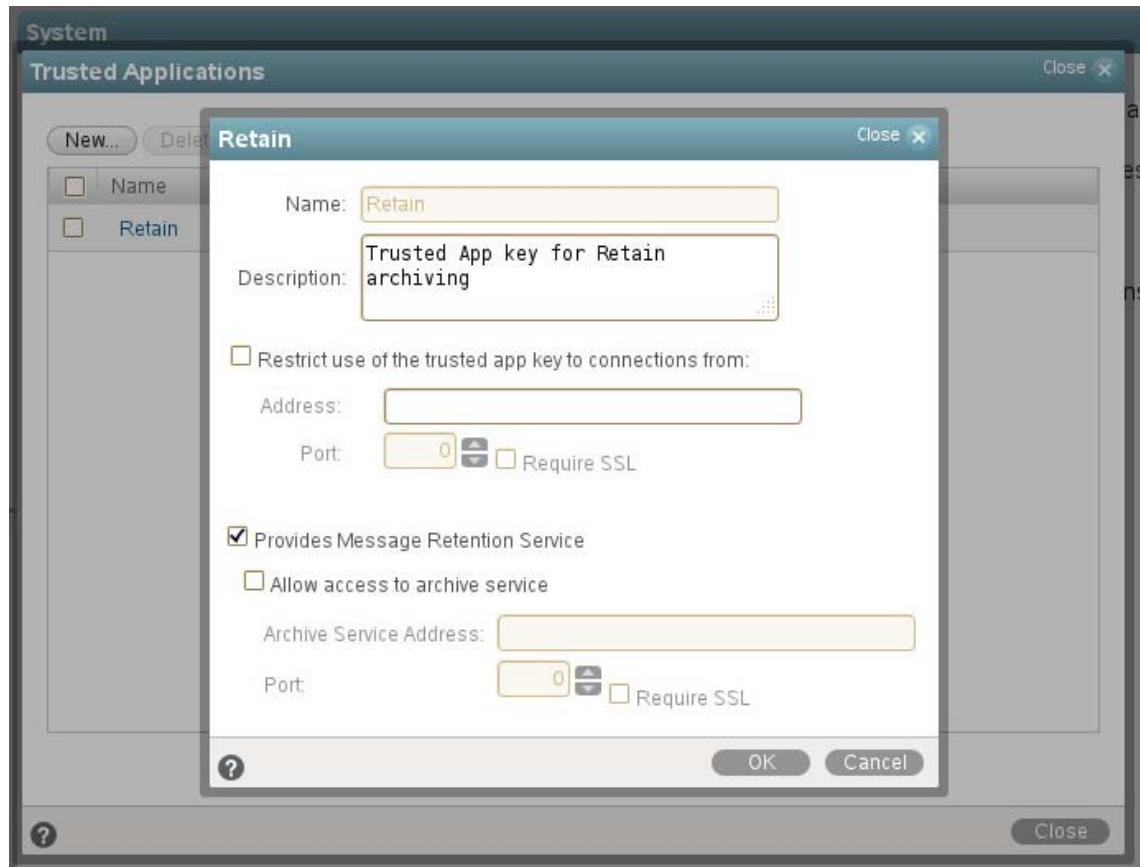 System
Trusted Applications
Close
New...
Delet
Name
Retain
Retain
Close
Name: Retain
Description: Trusted App key for Retain
archiving
Restrict use of the trusted app key to connections from:
Address:
Port: 0 Require SSL
Provides Message Retention Service
Allow access to archive service
Archive Service Address:
Port: 0 Require SSL
? OK Cancel
? Close